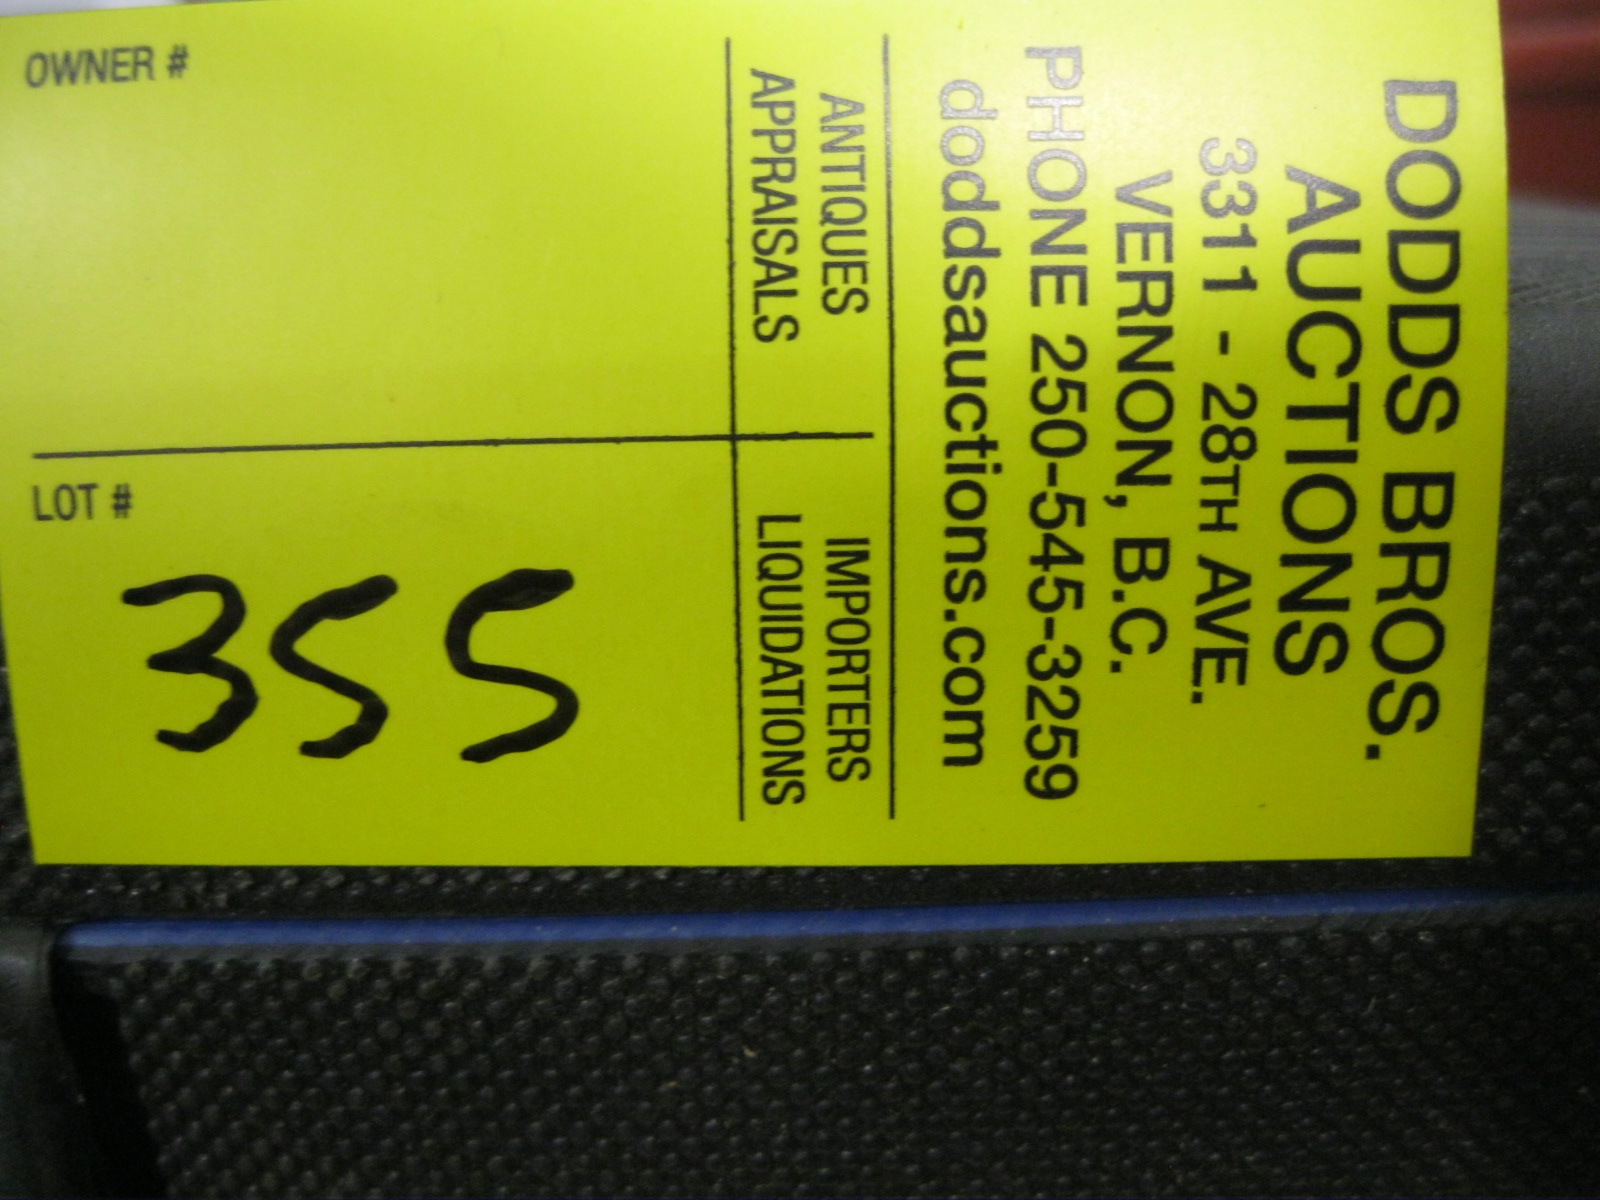 DODDS BROS.
AUCTIONS
3311 - 28TH AVE.
VERNON, B.C.
PHONE 250-545-3259
doddsauctions.com
ANTIQUES
APPRAISALS
IMPORTERS
LIQUIDATIONS
OWNER #
LOT #
355